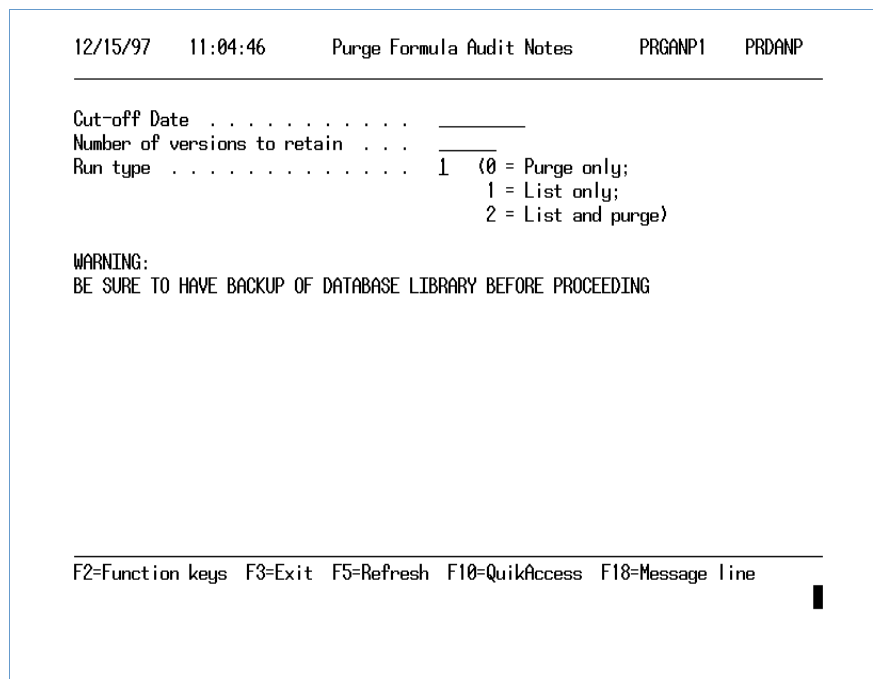 12/15/97 11:04:46 Purge Formula Audit Notes PRGANP1 PRDANP
Cut-off Date . . . . . . . . . . . _________
Number of versions to retain . . . ______
Run type . . . . . . . . . . . . . 1 (0 = Purge only;
1 = List only;
2 = List and purge)
WARNING:
BE SURE TO HAVE BACKUP OF DATABASE LIBRARY BEFORE PROCEEDING
F2=Function keys F3=Exit F5=Refresh F10=QuikAccess F18=Message line